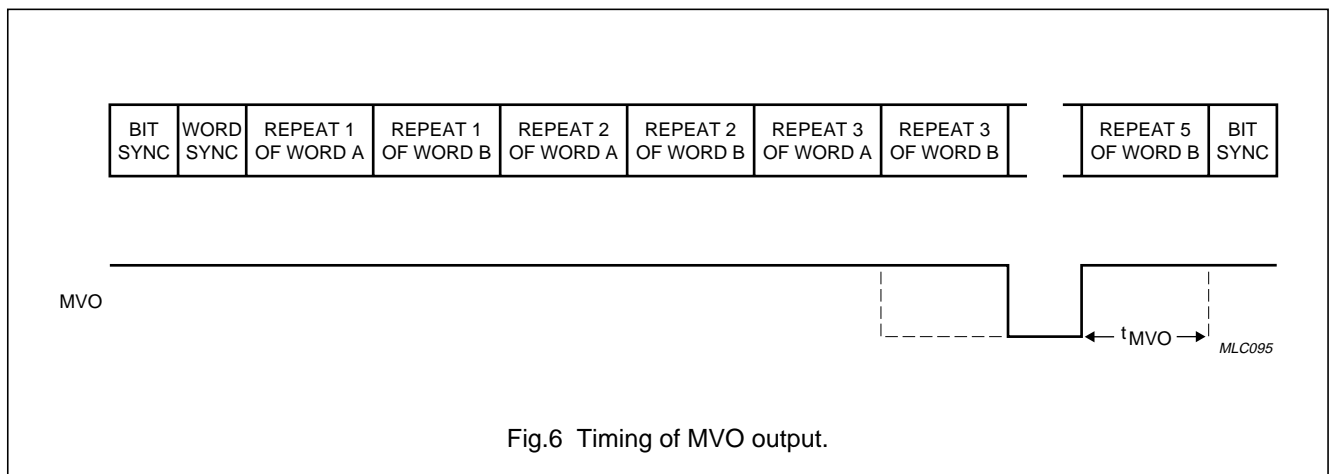 BIT SYNC
WORD SYNC
REPEAT 1 OF WORD A
REPEAT 1 OF WORD B
REPEAT 2 OF WORD A
REPEAT 2 OF WORD B
REPEAT 3 OF WORD A
REPEAT 3 OF WORD B
REPEAT 5 OF WORD B
BIT SYNC
MVO
tMVO
MLC095
Fig.6 Timing of MVO output.